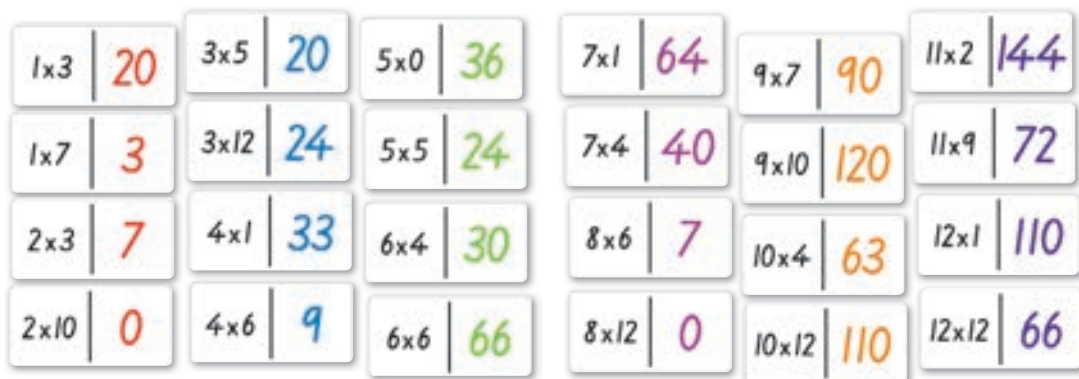 1x3 | 20
1x7 | 3
2x3 | 7
2x10 | 0
3x5 | 20
3x12 | 24
4x1 | 33
4x6 | 9
5x0 | 36
5x5 | 24
6x4 | 30
6x6 | 66
7x1 | 64
7x4 | 40
8x6 | 7
8x12 | 0
9x7 | 90
9x10 | 120
10x4 | 63
10x12 | 110
11x2 | 144
11x9 | 72
12x1 | 110
12x12 | 66